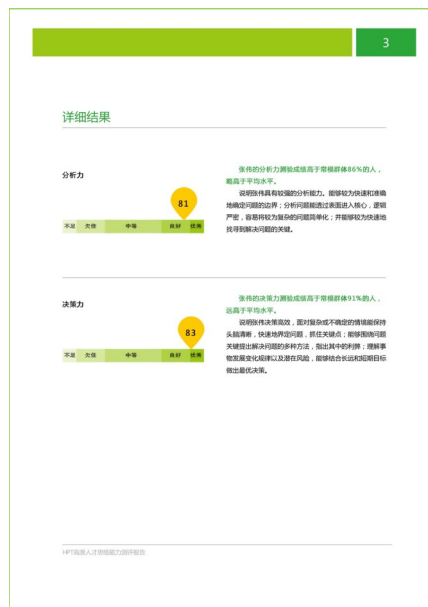 3
详细结果
分析力
81
不足 欠佳 中等 良好 优秀
张伟的分析力测验成绩高于常模群体86%的人，
略高于平均水平。
说明张伟具有较强的分析能力。能够较为快速和准确
地确定问题的边界；分析问题能透过表面进入核心，逻辑
严密，容易将较为复杂的问题简单化；并能够较为快速地
找寻到解决问题的关键。
决策力
83
不足 欠佳 中等 良好 优秀
张伟的决策力测验成绩高于常模群体91%的人，
远高于平均水平。
说明张伟决策高效，面对复杂或不确定的情境能保持
头脑清晰，快速地界定问题，抓住关键点；能够围绕问题
关键提出解决问题的多种方法，指出其中的利弊；理解事
物发展变化规律以及潜在风险，能够结合长远和短期目标
做出最优决策。
HPT高潜人才思维能力测评报告